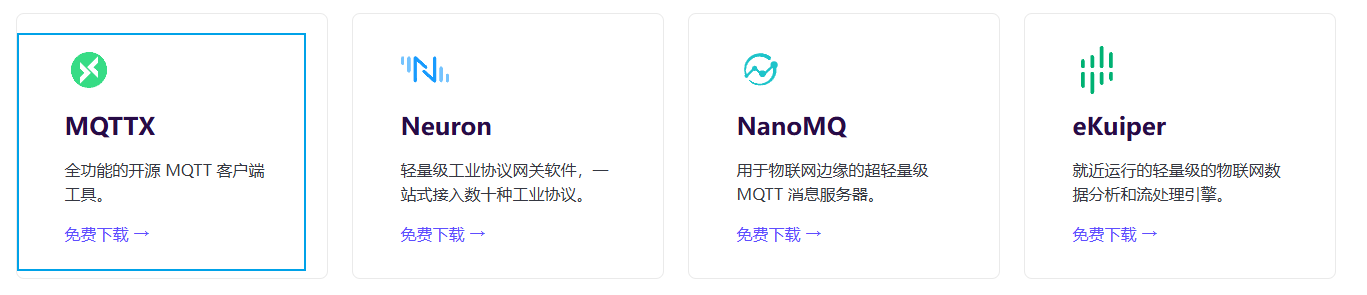 MQTTX
全功能的开源 MQTT 客户端
工具。
免费下载 →
Neuron
轻量级工业协议网关软件，一
站式接入数十种工业协议。
免费下载 →
NanoMQ
用于物联网边缘的超轻量级
MQTT 消息服务器。
免费下载 →
eKuiper
就近运行的轻量级的物联网数
据分析和流处理引擎。
免费下载 →